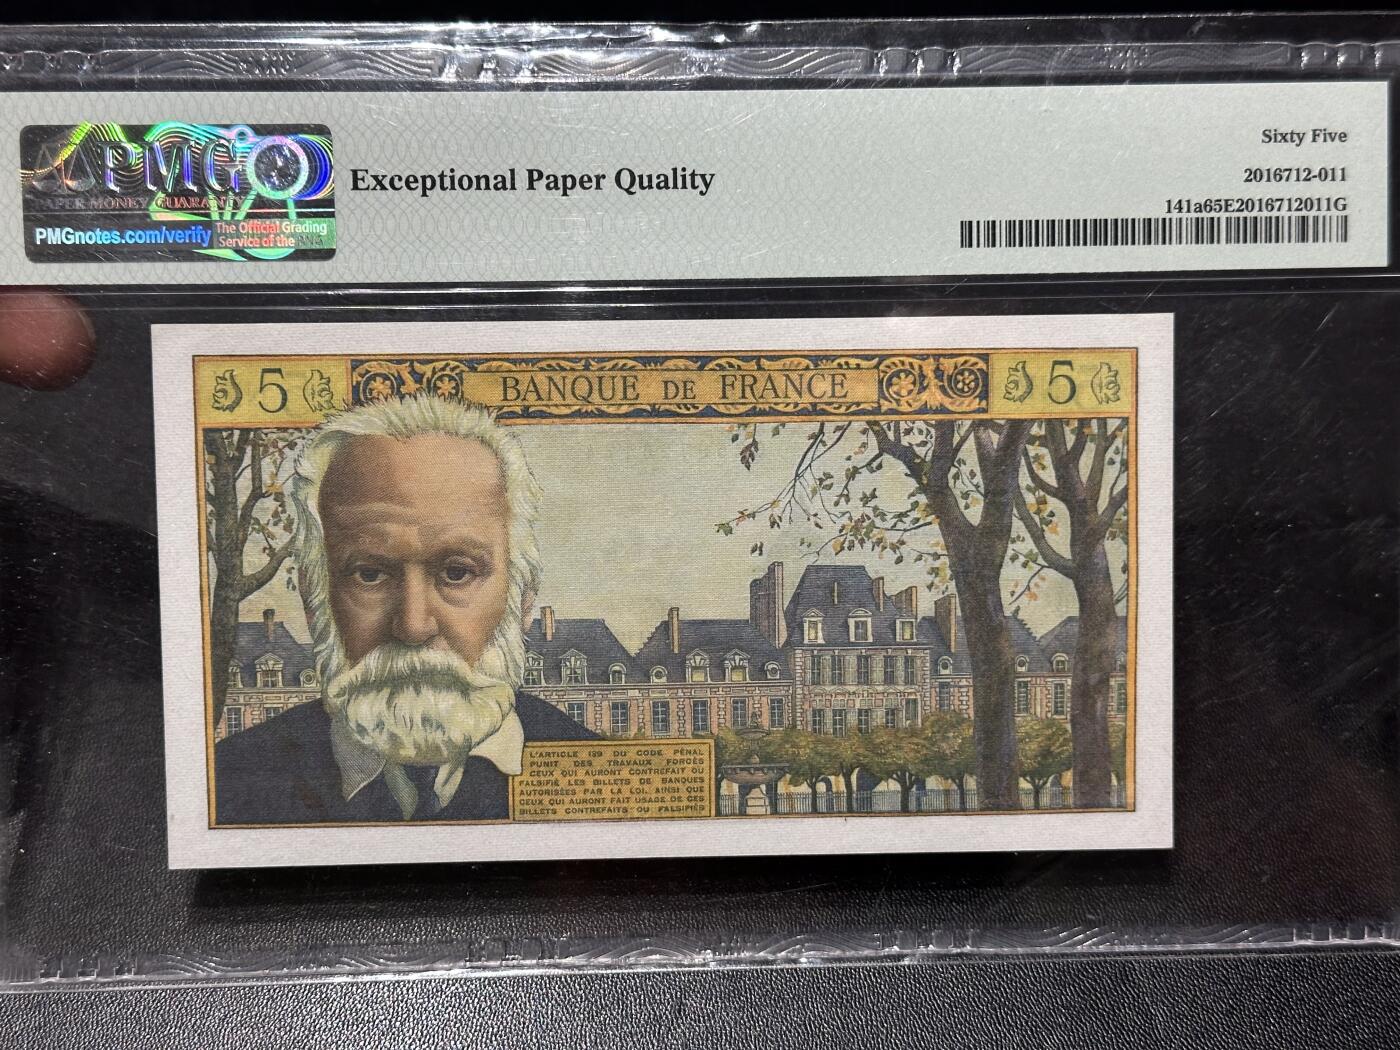 PMG
PAPER MONEY GUARANTY
PMGnotes.com/verify
The Official Grading
Service of the
Exceptional Paper Quality
Sixty Five
2016712-011
141a65E2016712011G
5 BANQUE DE FRANCE 5
L'ARTICLE 139 DU CODE PÉNAL
PUNIT DES TRAVAUX FORCÉS
CEUX QUI AURONT CONTREFAIT OU
FALSIFIÉ LES BILLETS DE BANQUES
AUTORISÉES PAR LA LOI, AINSI QUE
CEUX QUI AURONT FAIT USAGE DE CES
BILLETS CONTREFAITS OU FALSIFIÉS